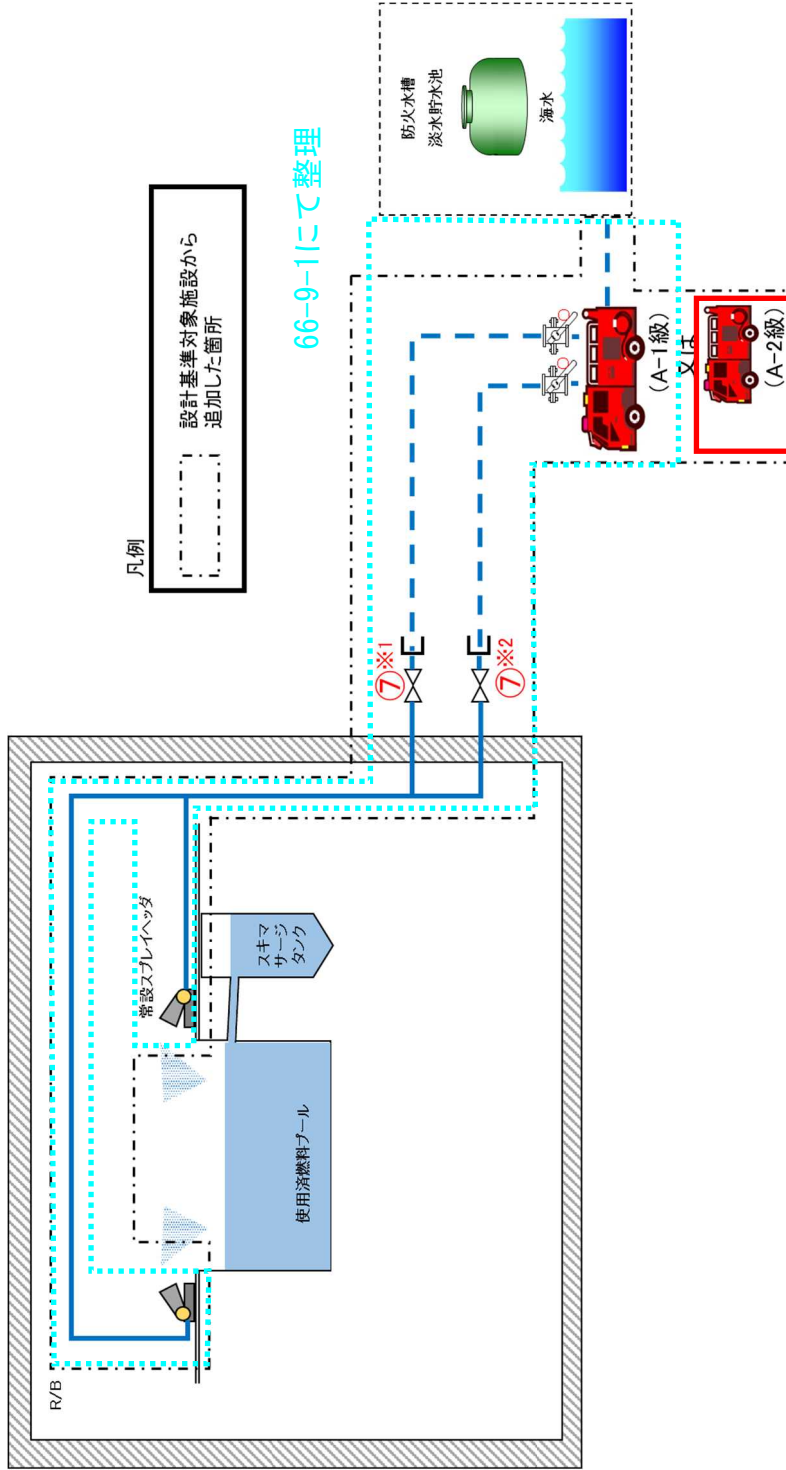 凡例
設計基準対象施設から
追加した箇所
66-9-1にて整理
防火水槽
淡水貯水池
海水
R/B
常設スプレイヘッダ
スキマ
サージ
タンク
使用済燃料プール
⑦※1
⑦※2
(A-1級)
又は
(A-2級)